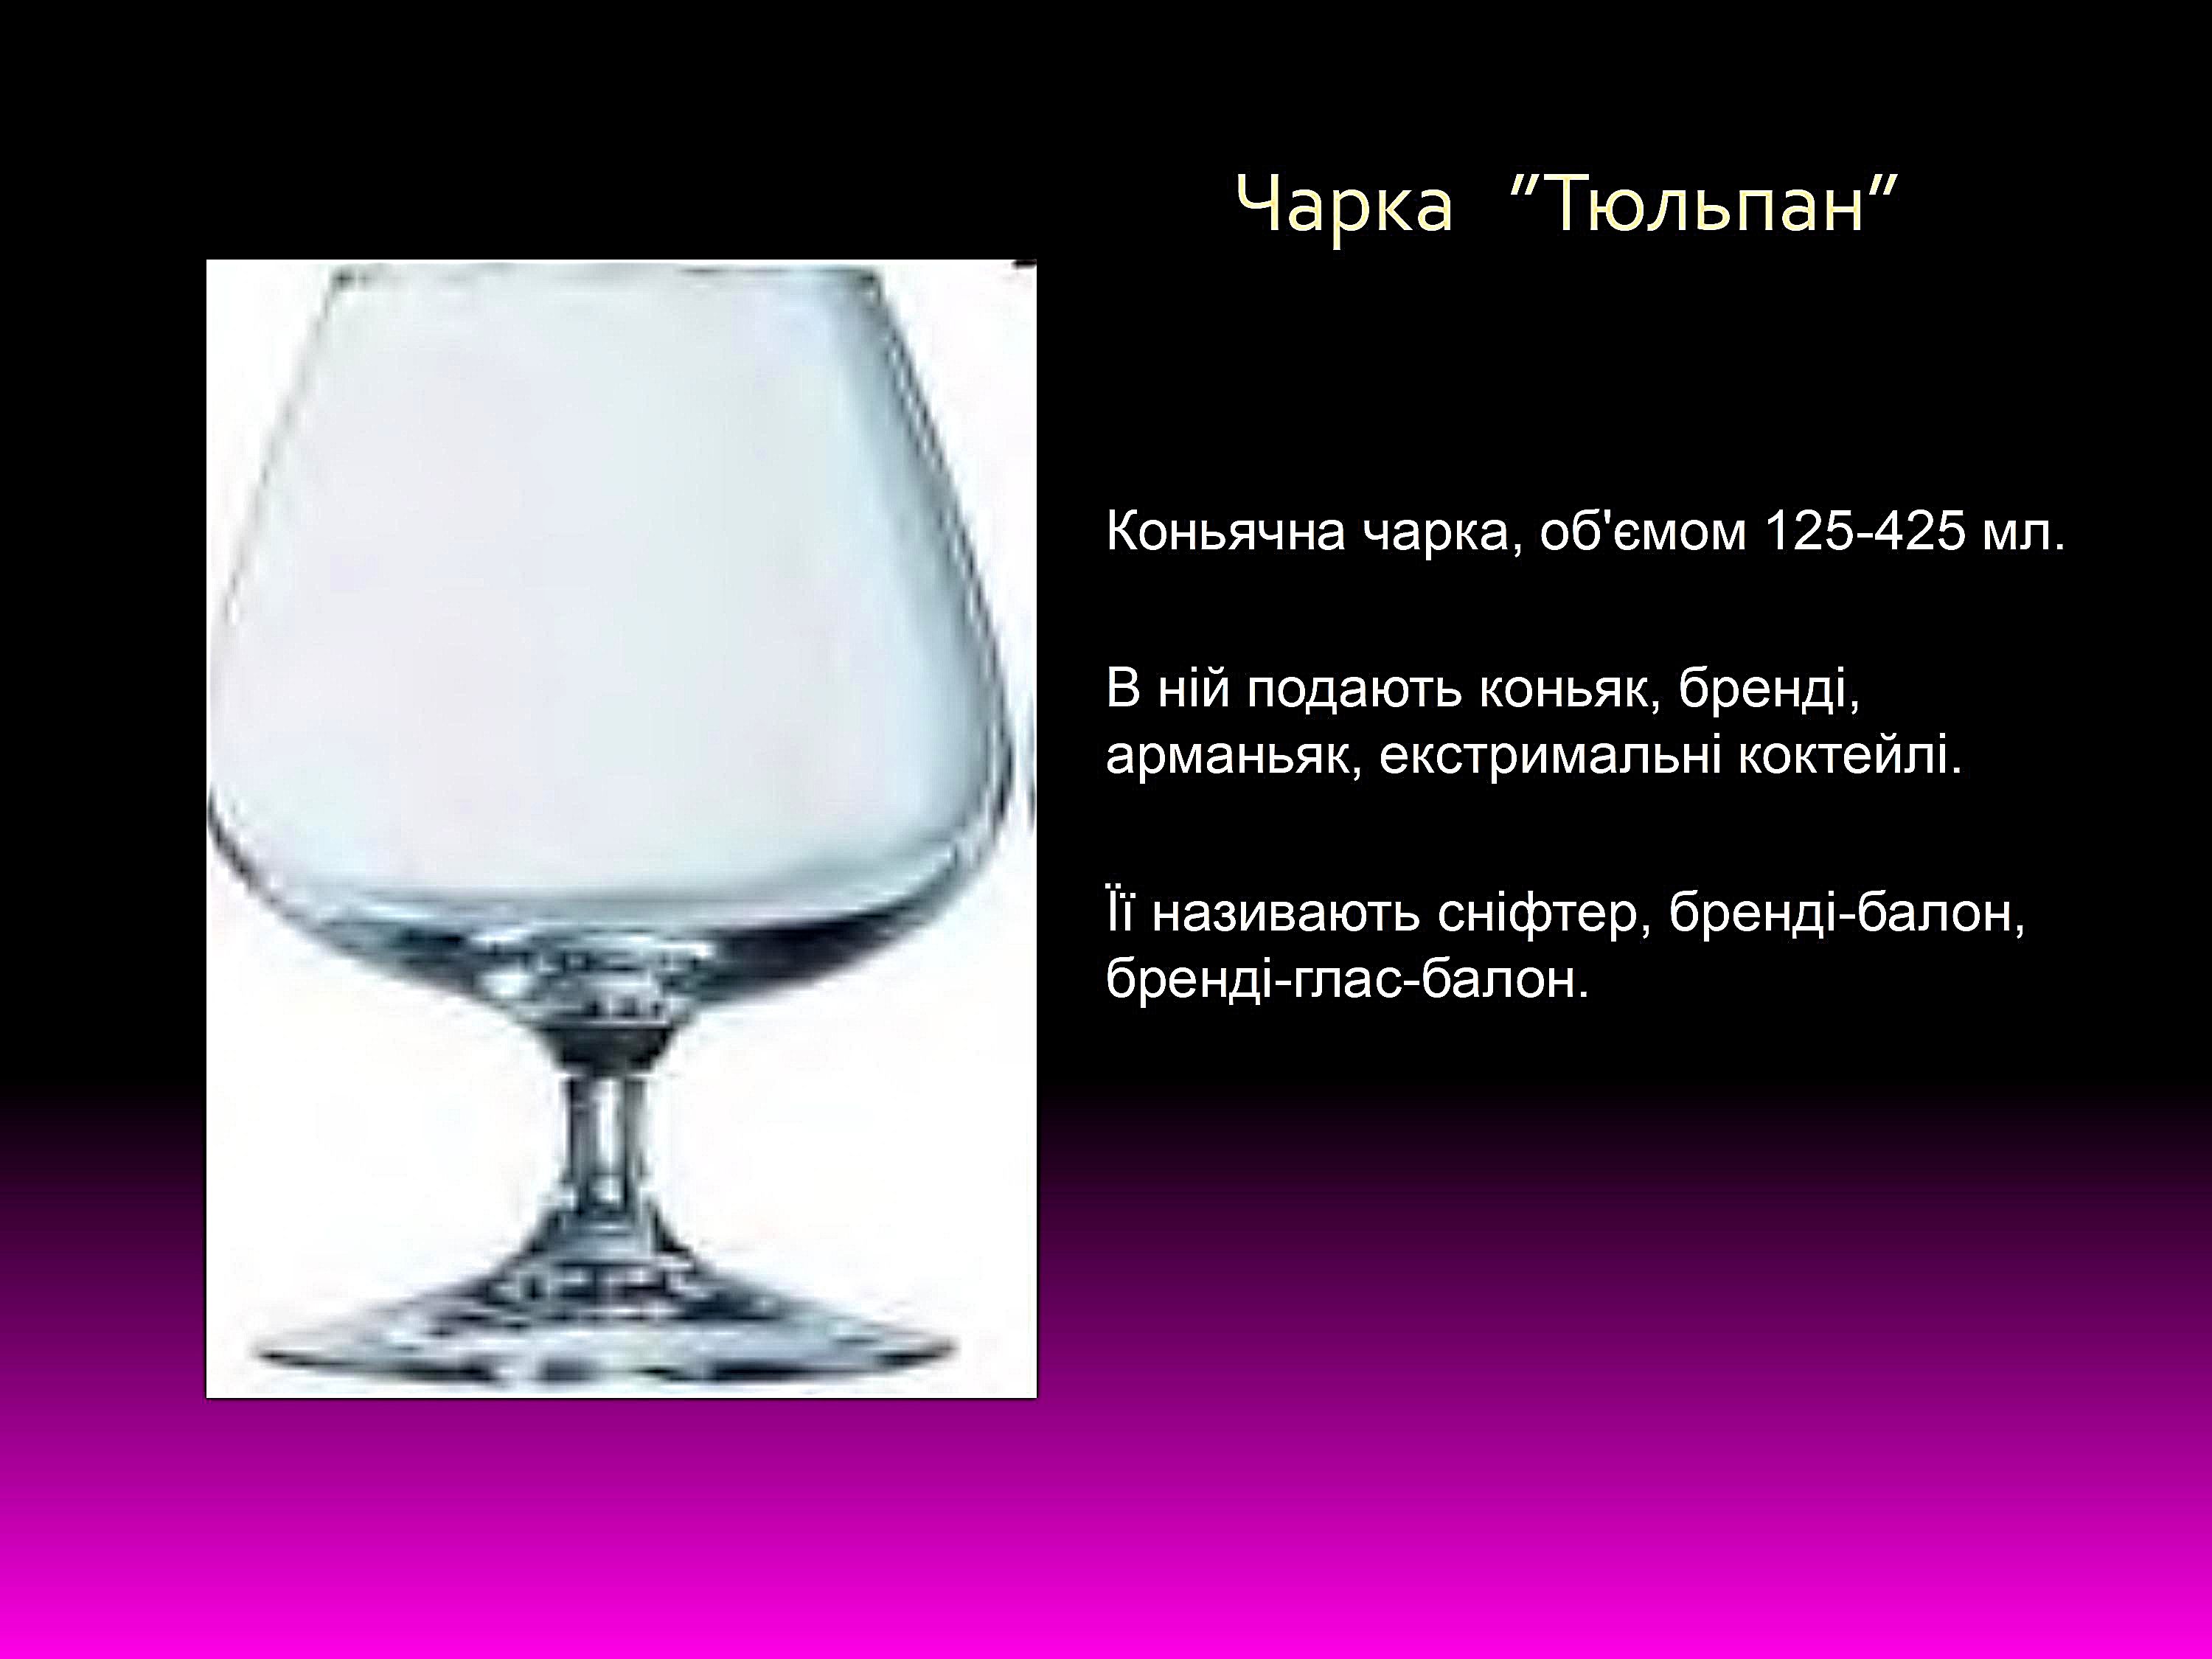 Чарка "Тюльпан"
Коньячна чарка, об'ємом 125-425 мл.
В ній подають коньяк, бренді,
арманьяк, екстримальні коктейлі.
Її називають сніфтер, бренді-балон,
бренді-глас-балон.